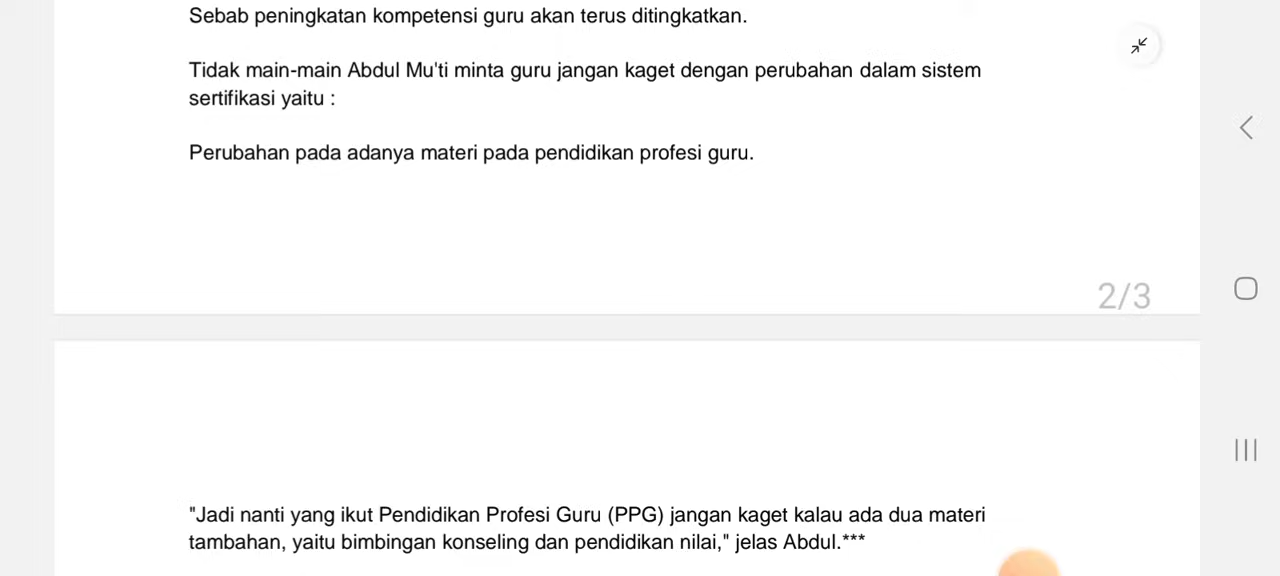 Sebab peningkatan kompetensi guru akan terus ditingkatkan.
Tidak main-main Abdul Mu'ti minta guru jangan kaget dengan perubahan dalam sistem
sertifikasi yaitu :
Perubahan pada adanya materi pada pendidikan profesi guru.
2/3
"Jadi nanti yang ikut Pendidikan Profesi Guru (PPG) jangan kaget kalau ada dua materi
tambahan, yaitu bimbingan konseling dan pendidikan nilai," jelas Abdul.***